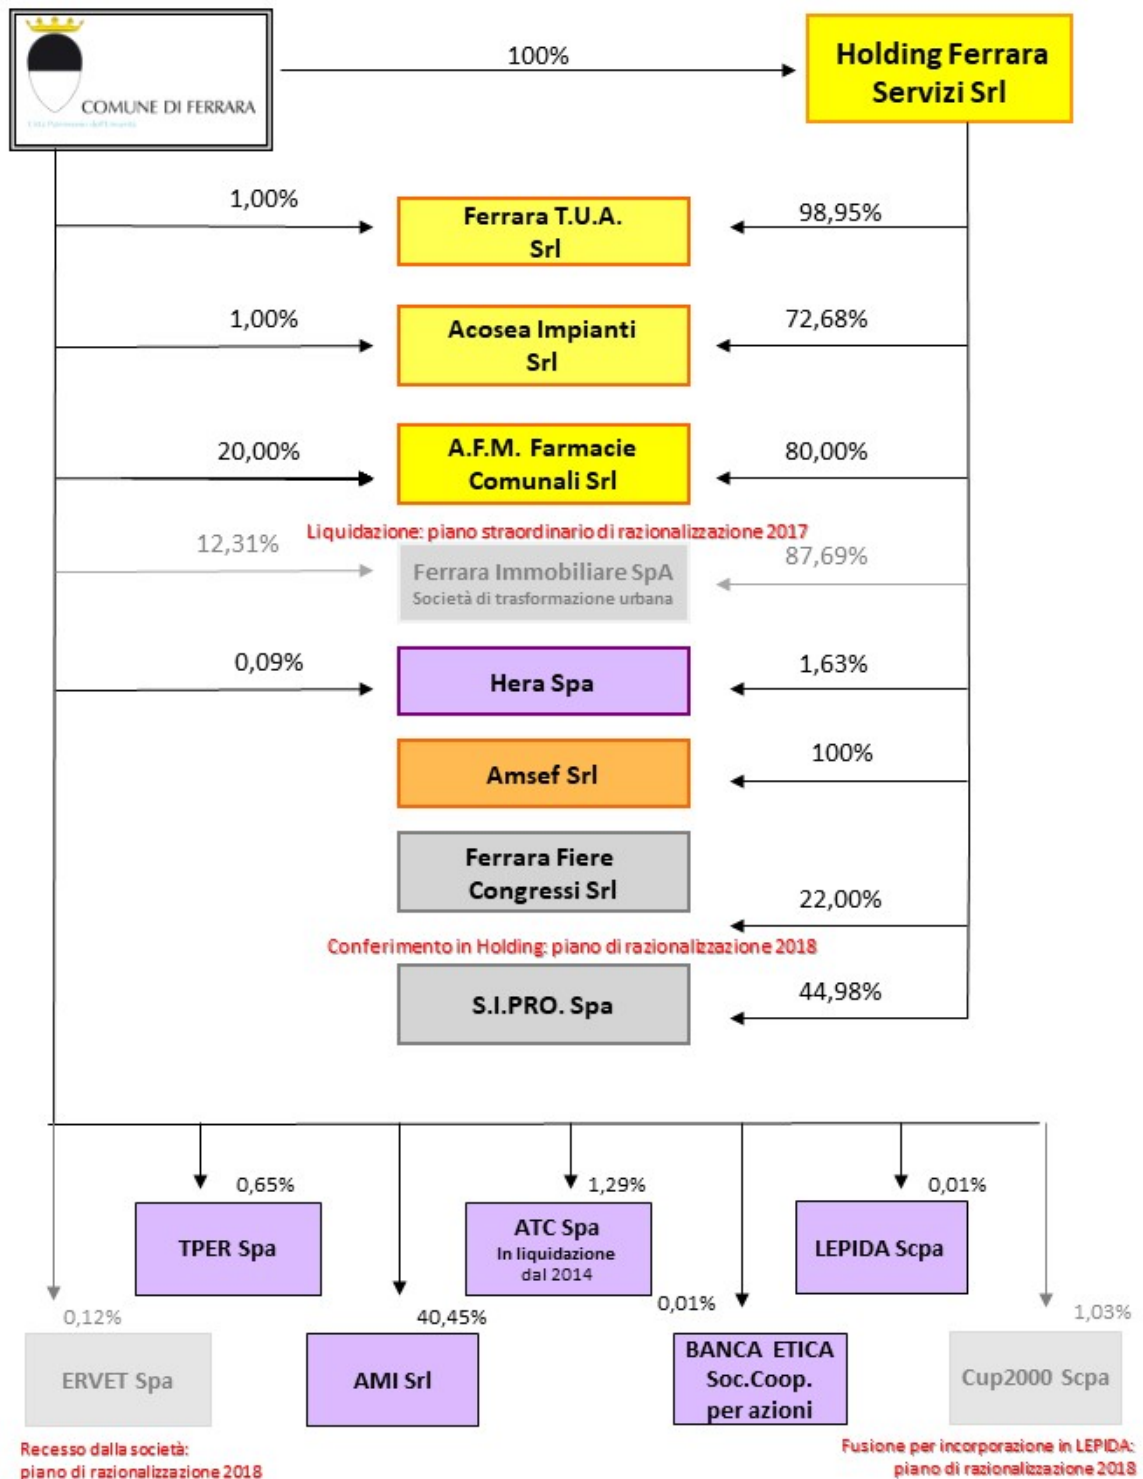 COMUNE DI FERRARA
100%
Holding Ferrara
Servizi Srl
1,00%
Ferrara T.U.A.
Srl
98,95%
1,00%
Acosea Impianti
Srl
72,68%
20,00%
A.F.M. Farmacie
Comunali Srl
80,00%
Liquidazione: piano straordinario di razionalizzazione 2017
12,31%
Ferrara Immobiliare SpA
Società di trasformazione urbana
87,69%
0,09%
Hera Spa
1,63%
Amsef Srl
100%
Ferrara Fiere
Congressi Srl
22,00%
Conferimento in Holding: piano di razionalizzazione 2018
S.I.PRO. Spa
44,98%
0,65%
TPER Spa
1,29%
ATC Spa
In liquidazione
dal 2014
0,01%
LEPIDA Scpa
0,12%
ERVET Spa
40,45%
AMI Srl
0,01%
BANCA ETICA
Soc.Coop.
per azioni
1,03%
Cup2000 Scpa
Recesso dalla società:
piano di razionalizzazione 2018
Fusione per incorporazione in LEPIDA:
piano di razionalizzazione 2018